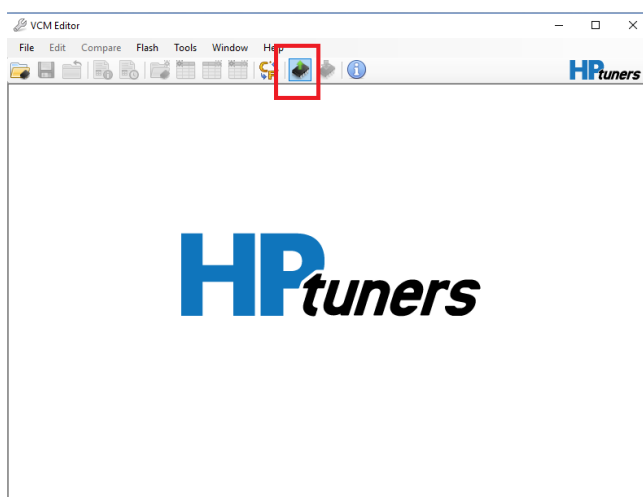 VCM Editor
File Edit Compare Flash Tools Window Help
HPtuners
HPtuners